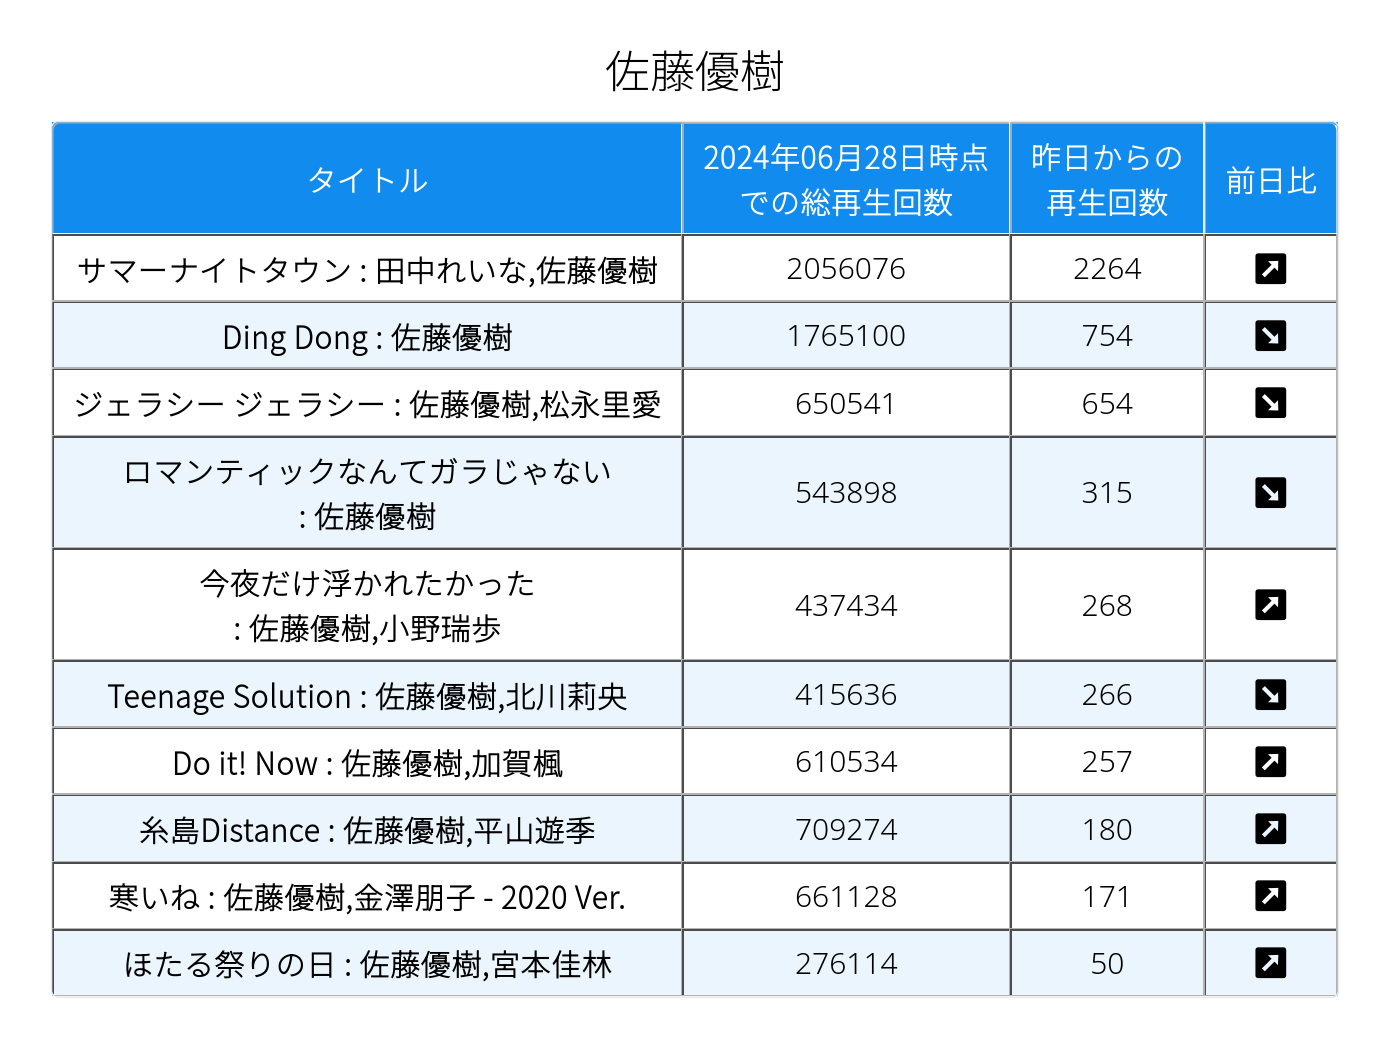 佐藤優樹
タイトル
2024年06月28日時点
での総再生回数
昨日からの
再生回数
前日比
サマーナイトタウン : 田中れいな,佐藤優樹 2056076 2264
Ding Dong : 佐藤優樹 1765100 754
ジェラシー ジェラシー : 佐藤優樹,松永里愛 650541 654
ロマンティックなんてガラじゃない
: 佐藤優樹 543898 315
今夜だけ浮かれたかった
: 佐藤優樹,小野瑞歩 437434 268
Teenage Solution : 佐藤優樹,北川莉央 415636 266
Do it! Now : 佐藤優樹,加賀楓 610534 257
糸島Distance : 佐藤優樹,平山遊季 709274 180
寒いね : 佐藤優樹,金澤朋子 - 2020 Ver. 661128 171
ほたる祭りの日 : 佐藤優樹,宮本佳林 276114 50